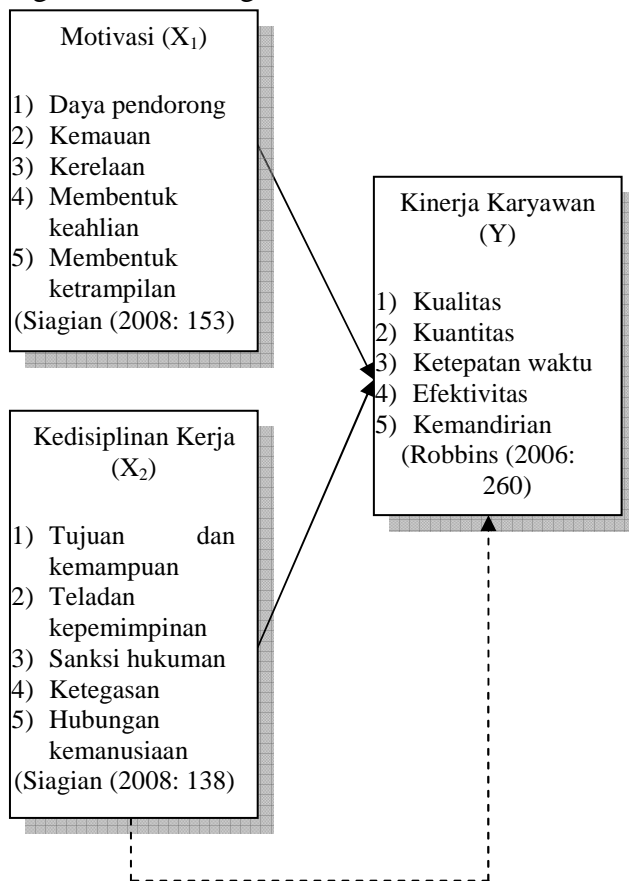 Motivasi (X1)
1) Daya pendorong
2) Kemauan
3) Kerelaan
4) Membentuk
keahlian
5) Membentuk
ketrampilan
(Siagian (2008: 153)
Kedisiplinan Kerja
(X2)
1) Tujuan dan
kemampuan
2) Teladan
kepemimpinan
3) Sanksi hukuman
4) Ketegasan
5) Hubungan
kemanusiaan
(Siagian (2008: 138)
Kinerja Karyawan
(Y)
1) Kualitas
2) Kuantitas
3) Ketepatan waktu
4) Efektivitas
5) Kemandirian
(Robbins (2006:
260)